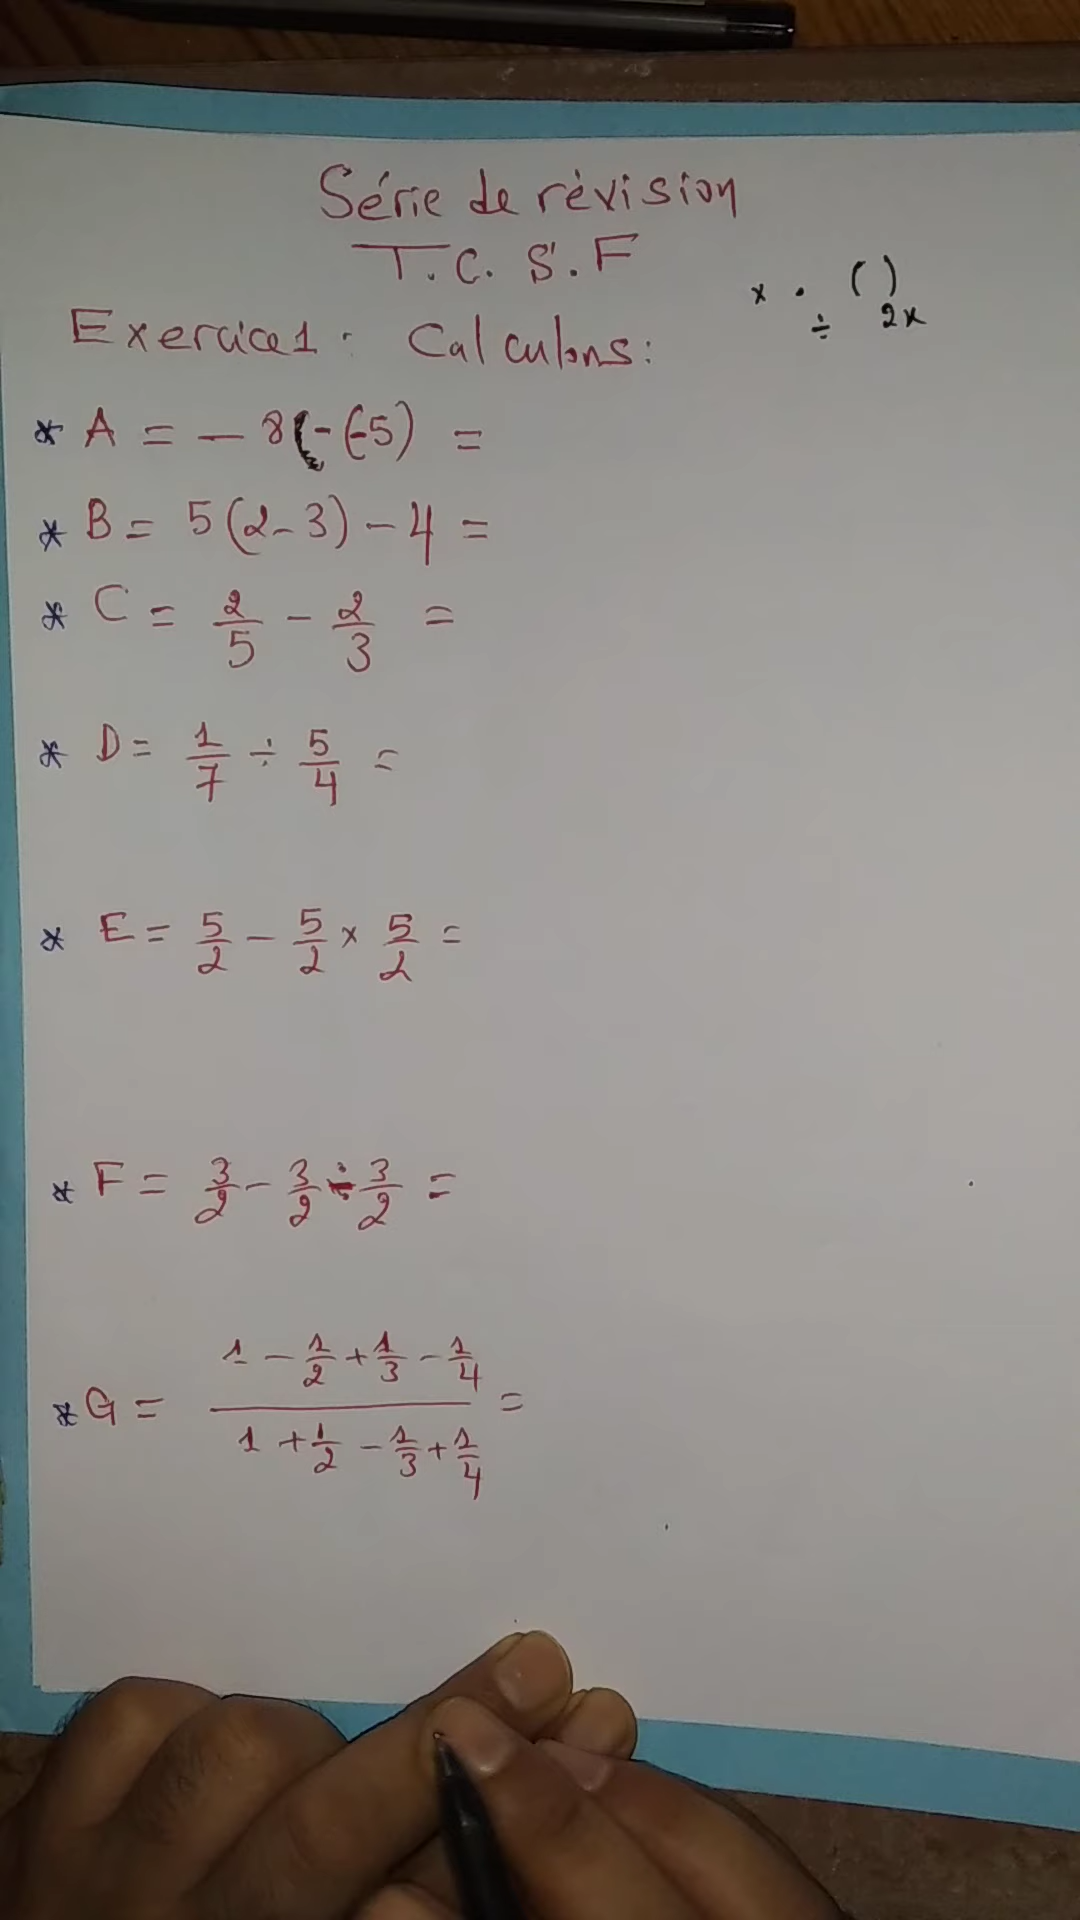 Série de révision
T.C. S.F
x . ( )
÷ 2x
Exercice1: Calculons:
* A = - 8(-(-5) =
* B = 5(2-3) - 4 =
* C = 2/5 - 2/3 =
* D = 1/7 ÷ 5/4 =
* E = 5/2 - 5/2 × 5/2 =
* F = 3/2 - 3/2 ÷ 3/2 =
* G = (1 - 1/2 + 1/3 - 1/4)/(1 + 1/2 - 1/3 + 1/4) =